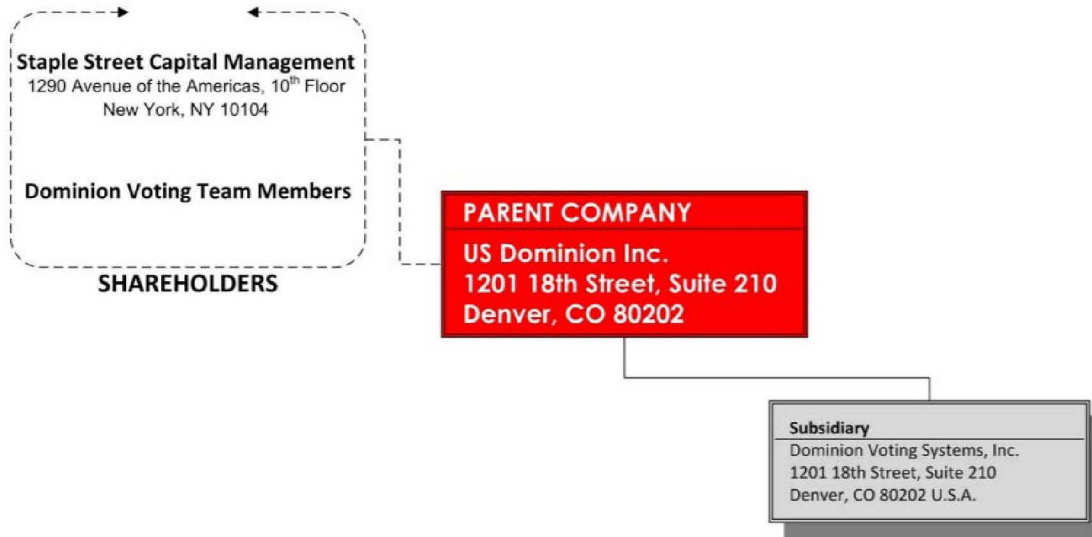 Staple Street Capital Management
1290 Avenue of the Americas, 10th Floor
New York, NY 10104
Dominion Voting Team Members
SHAREHOLDERS
PARENT COMPANY
US Dominion Inc.
1201 18th Street, Suite 210
Denver, CO 80202
Subsidiary
Dominion Voting Systems, Inc.
1201 18th Street, Suite 210
Denver, CO 80202 U.S.A.